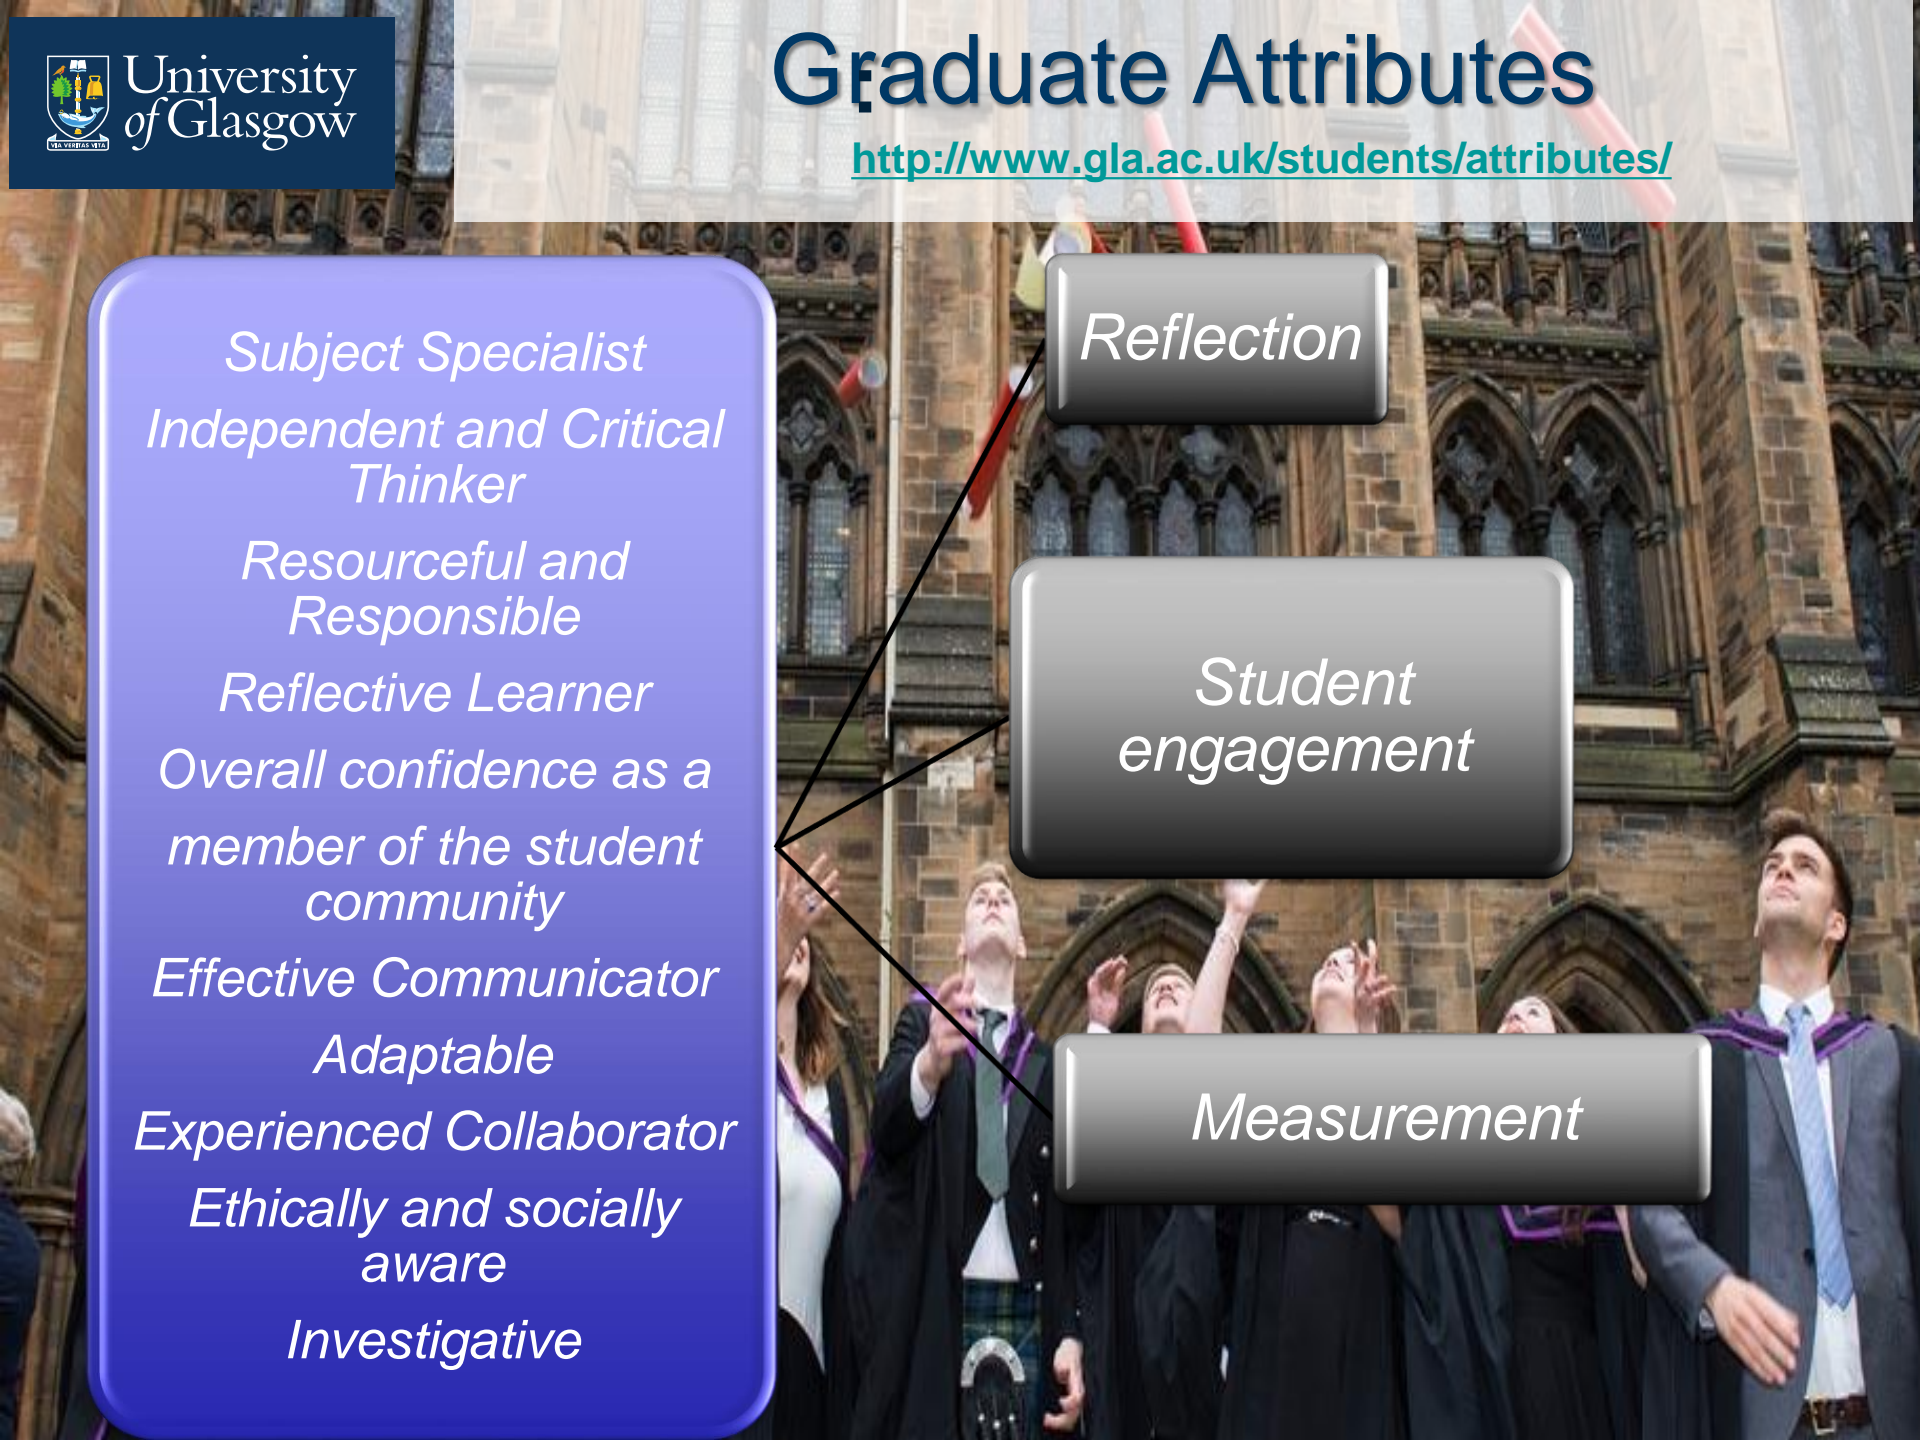 University
of Glasgow
VIA VERITAS VITA
Graduate Attributes
:
http://www.gla.ac.uk/students/attributes/
Subject Specialist
Independent and Critical
Thinker
Resourceful and
Responsible
Reflective Learner
Overall confidence as a
member of the student
community
Effective Communicator
Adaptable
Experienced Collaborator
Ethically and socially
aware
Investigative
Reflection
Student
engagement
Measurement